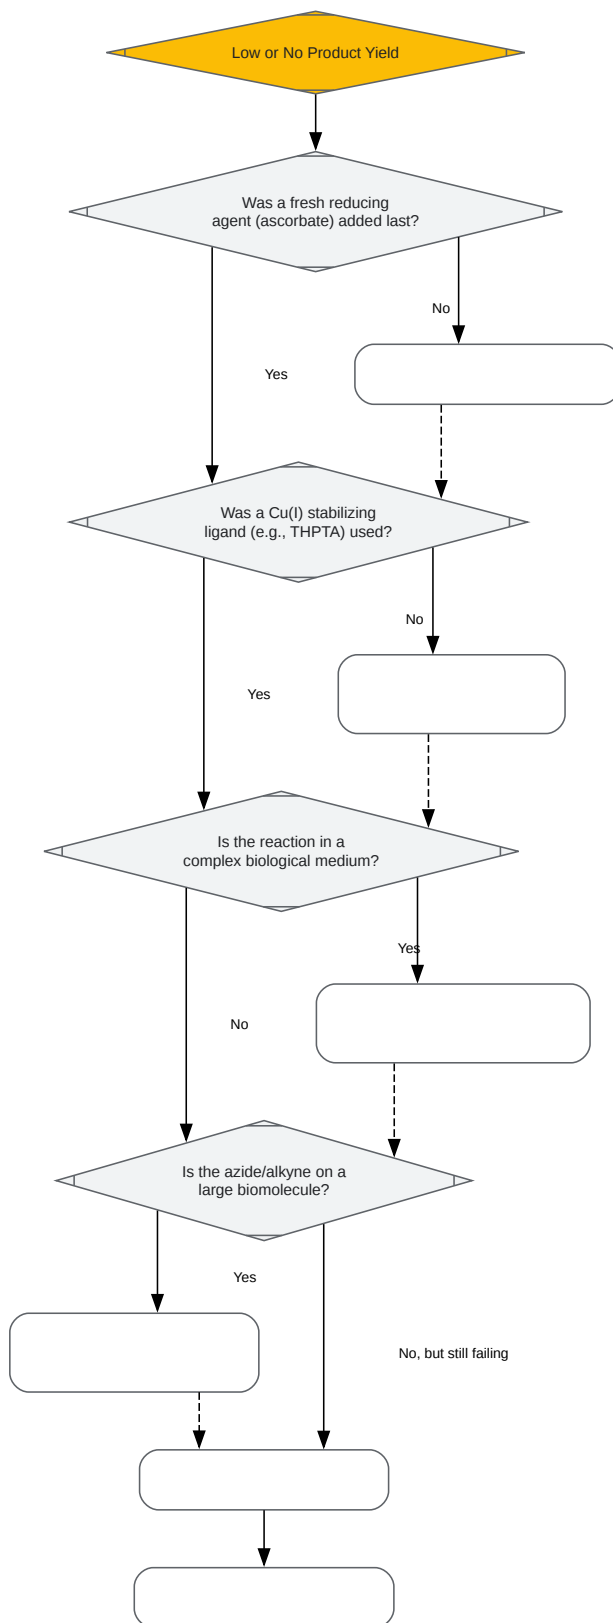 Low or No Product Yield
Was a fresh reducing
agent (ascorbate) added last?
No
Yes
Was a Cu(I) stabilizing
ligand (e.g., THPTA) used?
No
Yes
Is the reaction in a
complex biological medium?
Yes
No
Is the azide/alkyne on a
large biomolecule?
Yes
No, but still failing